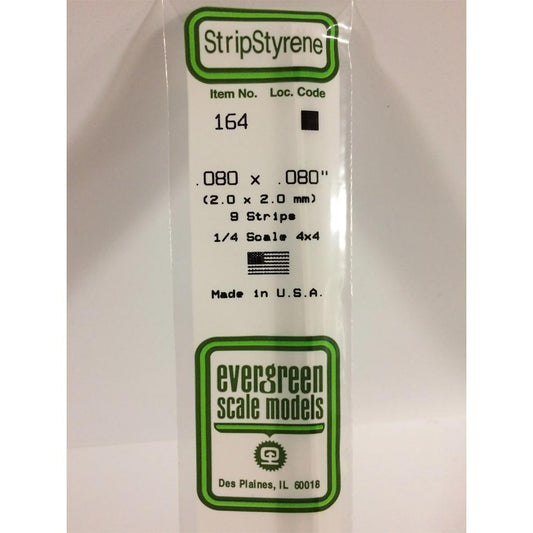 StripStyrene
Item No. Loc. Code
164
.080 x .080"
(2.0 x 2.0 mm)
9 Strips
1/4 Scale 4x4
Made in U.S.A.
evergreen
scale models
Des Plaines, IL 60018